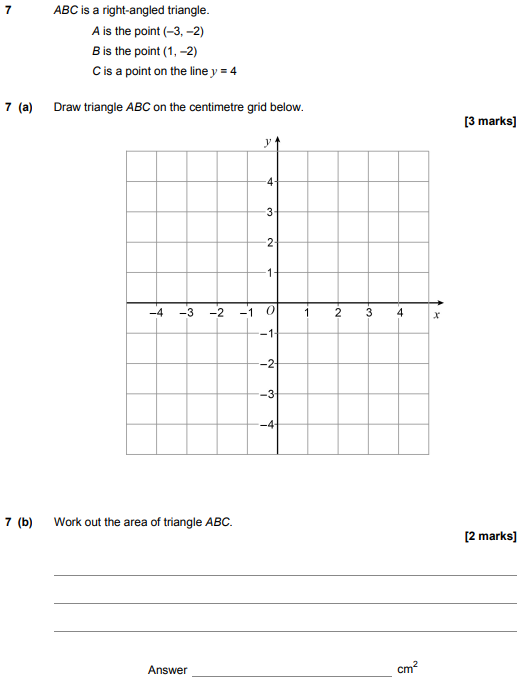 7 ABC is a right-angled triangle.
A is the point (–3, –2)
B is the point (1, –2)
C is a point on the line y = 4
7 (a) Draw triangle ABC on the centimetre grid below.
[3 marks]
y
4
3
2
1
–4 –3 –2 –1 O 1 2 3 4 x
–1
–2
–3
–4
7 (b) Work out the area of triangle ABC.
[2 marks]
Answer cm²